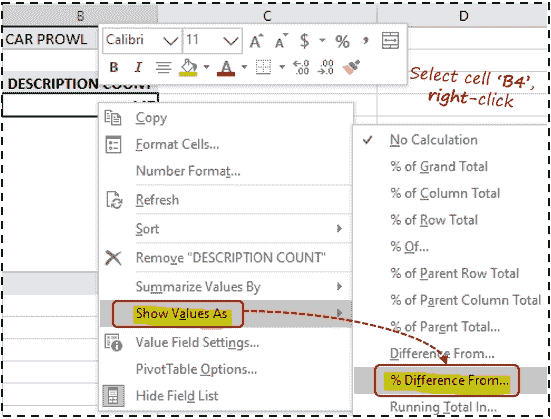 B C D
CAR PROWL
Calibri 11 A A $ % ,
B I A .00 .00
Select cell ‘B4’,
right-click
DESCRIPTION COUNT
Copy
Format Cells...
Number Format...
Refresh
Sort
Remove "DESCRIPTION COUNT"
Summarize Values By
Show Values As
Value Field Settings...
PivotTable Options...
Hide Field List
No Calculation
% of Grand Total
% of Column Total
% of Row Total
% Of...
% of Parent Row Total
% of Parent Column Total
% of Parent Total...
Difference From...
% Difference From...
Running Total In...